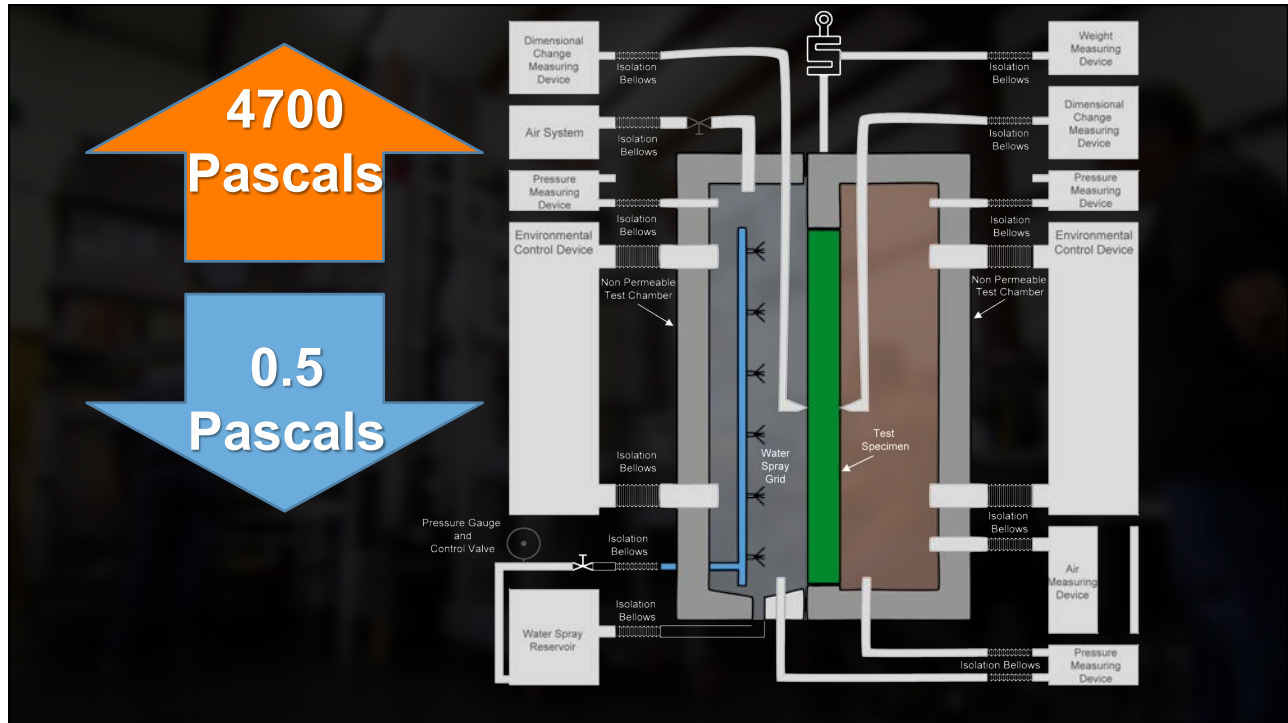 4700
Pascals
0.5
Pascals
Dimensional
Change
Measuring
Device
Isolation
Bellows
Air System
Isolation
Bellows
Pressure
Measuring
Device
Isolation
Bellows
Environmental
Control Device
Non Permeable
Test Chamber
Isolation
Bellows
Pressure Gauge
and
Control Valve
Isolation
Bellows
Isolation
Bellows
Water Spray
Reservoir
Water
Spray
Grid
Test
Specimen
Weight
Measuring
Device
Isolation
Bellows
Dimensional
Change
Measuring
Device
Isolation
Bellows
Pressure
Measuring
Device
Isolation
Bellows
Environmental
Control Device
Non Permeable
Test Chamber
Isolation
Bellows
Air
Measuring
Device
Isolation Bellows
Pressure
Measuring
Device